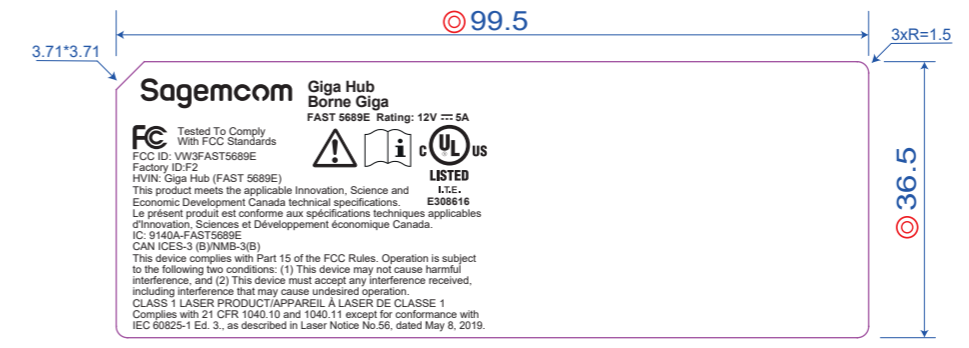 ◎99.5
3.71*3.71
3xR=1.5
◎36.5
Sagemcom
Giga Hub
Borne Giga
FAST 5689E Rating: 12V ⎓ 5A
FC Tested To Comply
With FCC Standards
C UL US
LISTED
I.T.E.
E308616
FCC ID: VW3FAST5689E
Factory ID:F2
HVIN: Giga Hub (FAST 5689E)
This product meets the applicable Innovation, Science and
Economic Development Canada technical specifications.
Le présent produit est conforme aux spécifications techniques applicables
d'Innovation, Sciences et Développement économique Canada.
IC: 9140A-FAST5689E
CAN ICES-3 (B)/NMB-3(B)
This device complies with Part 15 of the FCC Rules. Operation is subject
to the following two conditions: (1) This device may not cause harmful
interference, and (2) This device must accept any interference received,
including interference that may cause undesired operation.
CLASS 1 LASER PRODUCT/APPAREIL À LASER DE CLASSE 1
Complies with 21 CFR 1040.10 and 1040.11 except for conformance with
IEC 60825-1 Ed. 3., as described in Laser Notice No.56, dated May 8, 2019.